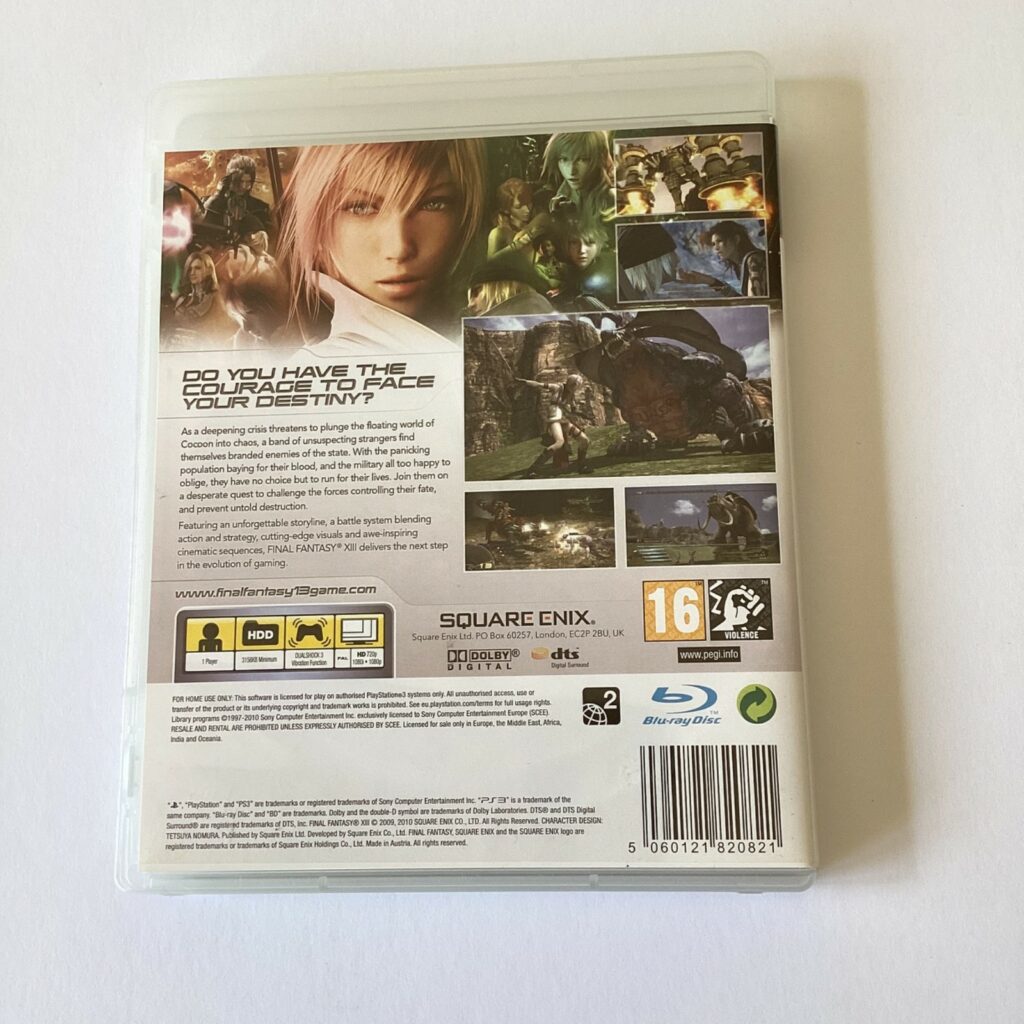 DO YOU HAVE THE
COURAGE TO FACE
YOUR DESTINY?
As a deepening crisis threatens to plunge the floating world of
Cocoon into chaos, a band of unsuspecting strangers find
themselves branded enemies of the state. With the panicking
population baying for their blood, and the military all too happy to
oblige, they have no choice but to run for their lives. Join them on
a desperate quest to challenge the forces controlling their fate,
and prevent untold destruction.
Featuring an unforgettable storyline, a battle system blending
action and strategy, cutting-edge visuals and awe-inspiring
cinematic sequences, FINAL FANTASY® XIII delivers the next step
in the evolution of gaming.
www.finalfantasy13game.com
1 Player
HDD
3156KB Minimum
DUALSHOCK 3
Vibration Function
PAL
HD 720p
1080i • 1080p
SQUARE ENIX®
Square Enix Ltd. PO Box 60257, London, EC2P 2BU, UK
DOLBY®
DIGITAL
dts
Digital Surround
16
VIOLENCE
www.pegi.info
FOR HOME USE ONLY: This software is licensed for play on authorised PlayStation®3 systems only. All unauthorised access, use or
transfer of the product or its underlying copyright and trademark works is prohibited. See eu.playstation.com/terms for full usage rights.
Library programs ©1997-2010 Sony Computer Entertainment Inc. exclusively licensed to Sony Computer Entertainment Europe (SCEE).
RESALE AND RENTAL ARE PROHIBITED UNLESS EXPRESSLY AUTHORISED BY SCEE. Licensed for sale only in Europe, the Middle East, Africa,
India and Oceania.
2
Blu-ray Disc™
"", "PlayStation" and "PS3" are trademarks or registered trademarks of Sony Computer Entertainment Inc. "PS3" is a trademark of the
same company. "Blu-ray Disc" and "BD" are trademarks. Dolby and the double-D symbol are trademarks of Dolby Laboratories. DTS® and DTS Digital
Surround® are registered trademarks of DTS, Inc. FINAL FANTASY® XIII © 2009, 2010 SQUARE ENIX CO., LTD. All Rights Reserved. CHARACTER DESIGN:
TETSUYA NOMURA. Published by Square Enix Ltd. Developed by Square Enix Co., Ltd. FINAL FANTASY, SQUARE ENIX and the SQUARE ENIX logo are
registered trademarks or trademarks of Square Enix Holdings Co., Ltd. Made in Austria. All rights reserved.
5 060121 820821